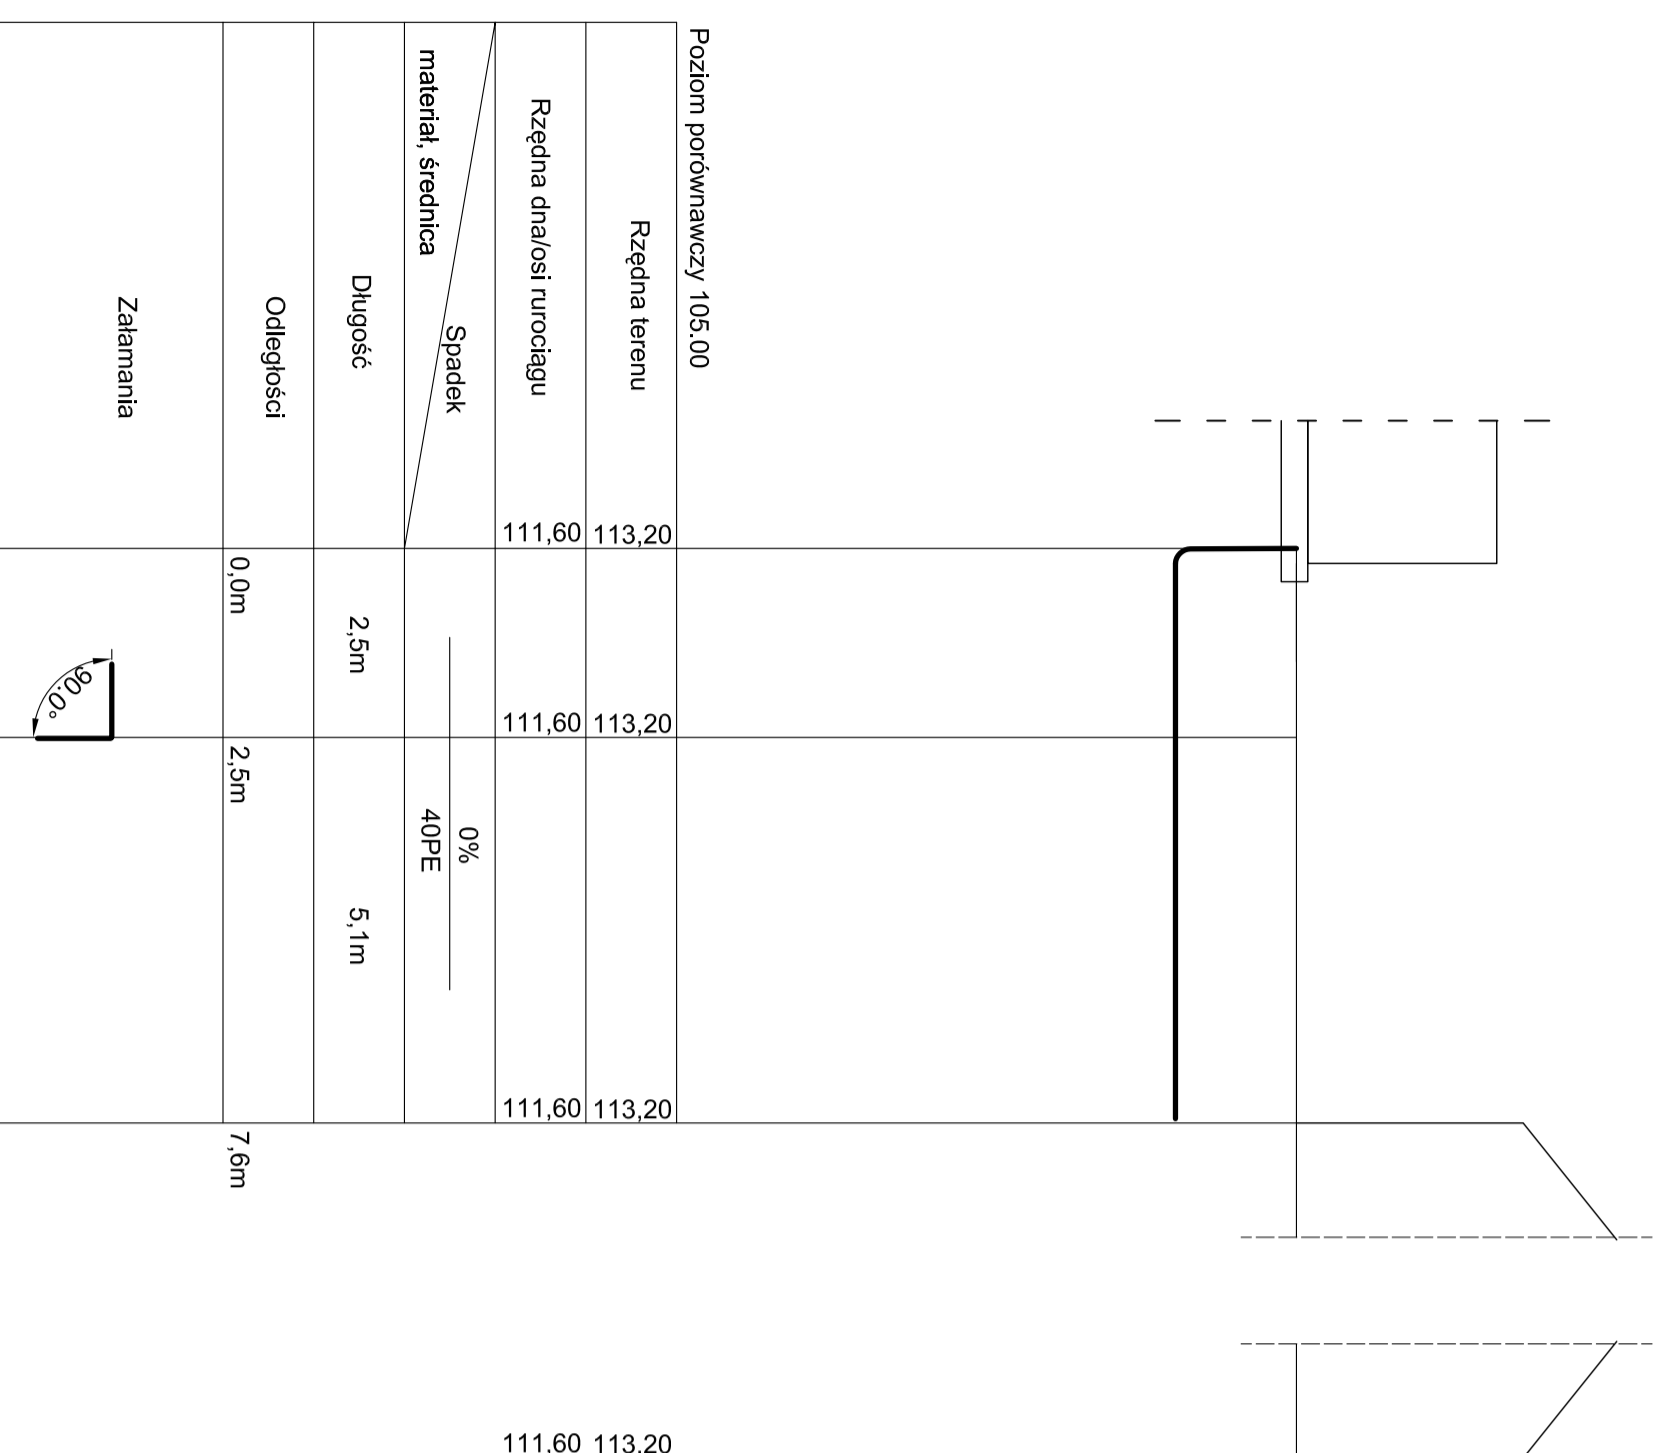 Poziom porównawczy 105.00
Rzędna terenu
113,20
113,20
113,20
113,20
Rzędna dna/osi rurociągu
111,60
111,60
111,60
111,60
Spadek
materiał, średnica
0%
40PE
Długość
2,5m
5,1m
Odległości
0,0m
2,5m
7,6m
Załamania
90.0°